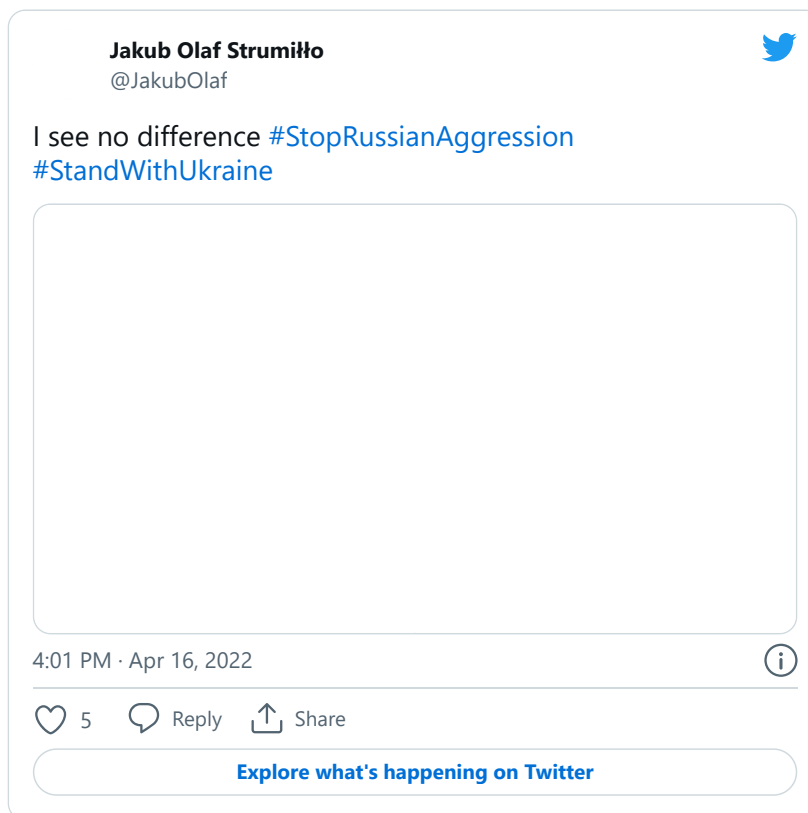 Jakub Olaf Strumiłło
@JakubOlaf
I see no difference #StopRussianAggression
#StandWithUkraine
4:01 PM · Apr 16, 2022
5 Reply Share
Explore what's happening on Twitter